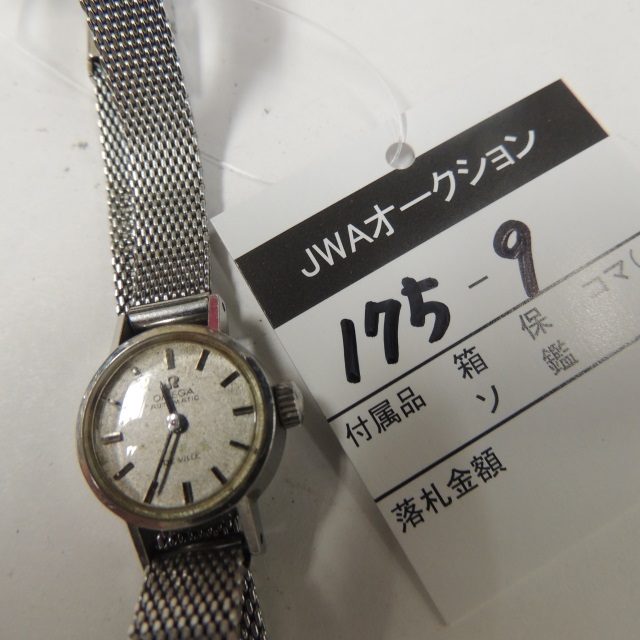 OMEGA
AUTOMATIC
JWAオークション
175-9
付属品 箱 保 コマ(
ソ 鑑
落札金額